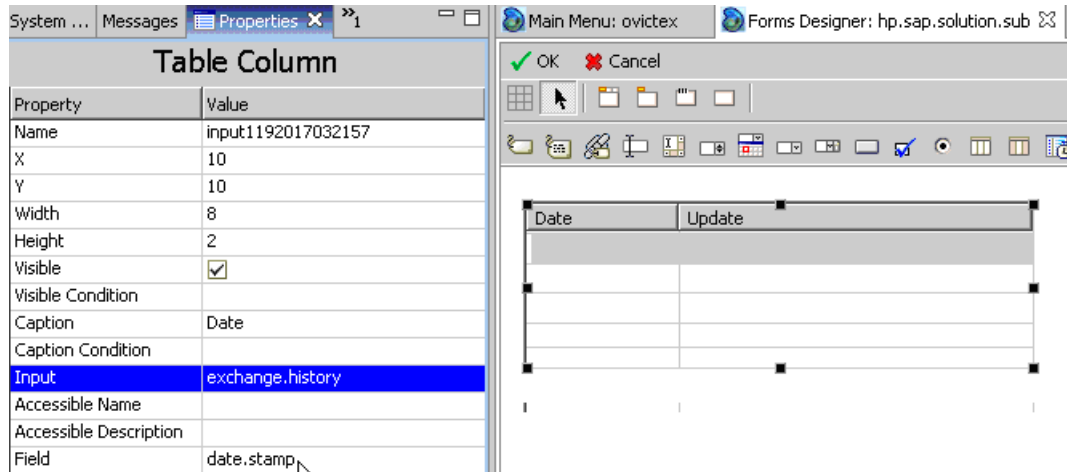 System ... Messages Properties »1
Table Column
Property Value
Name input1192017032157
X 10
Y 10
Width 8
Height 2
Visible
Visible Condition
Caption Date
Caption Condition
Input exchange.history
Accessible Name
Accessible Description
Field date.stamp
Main Menu: ovictex Forms Designer: hp.sap.solution.sub
OK Cancel
Date Update